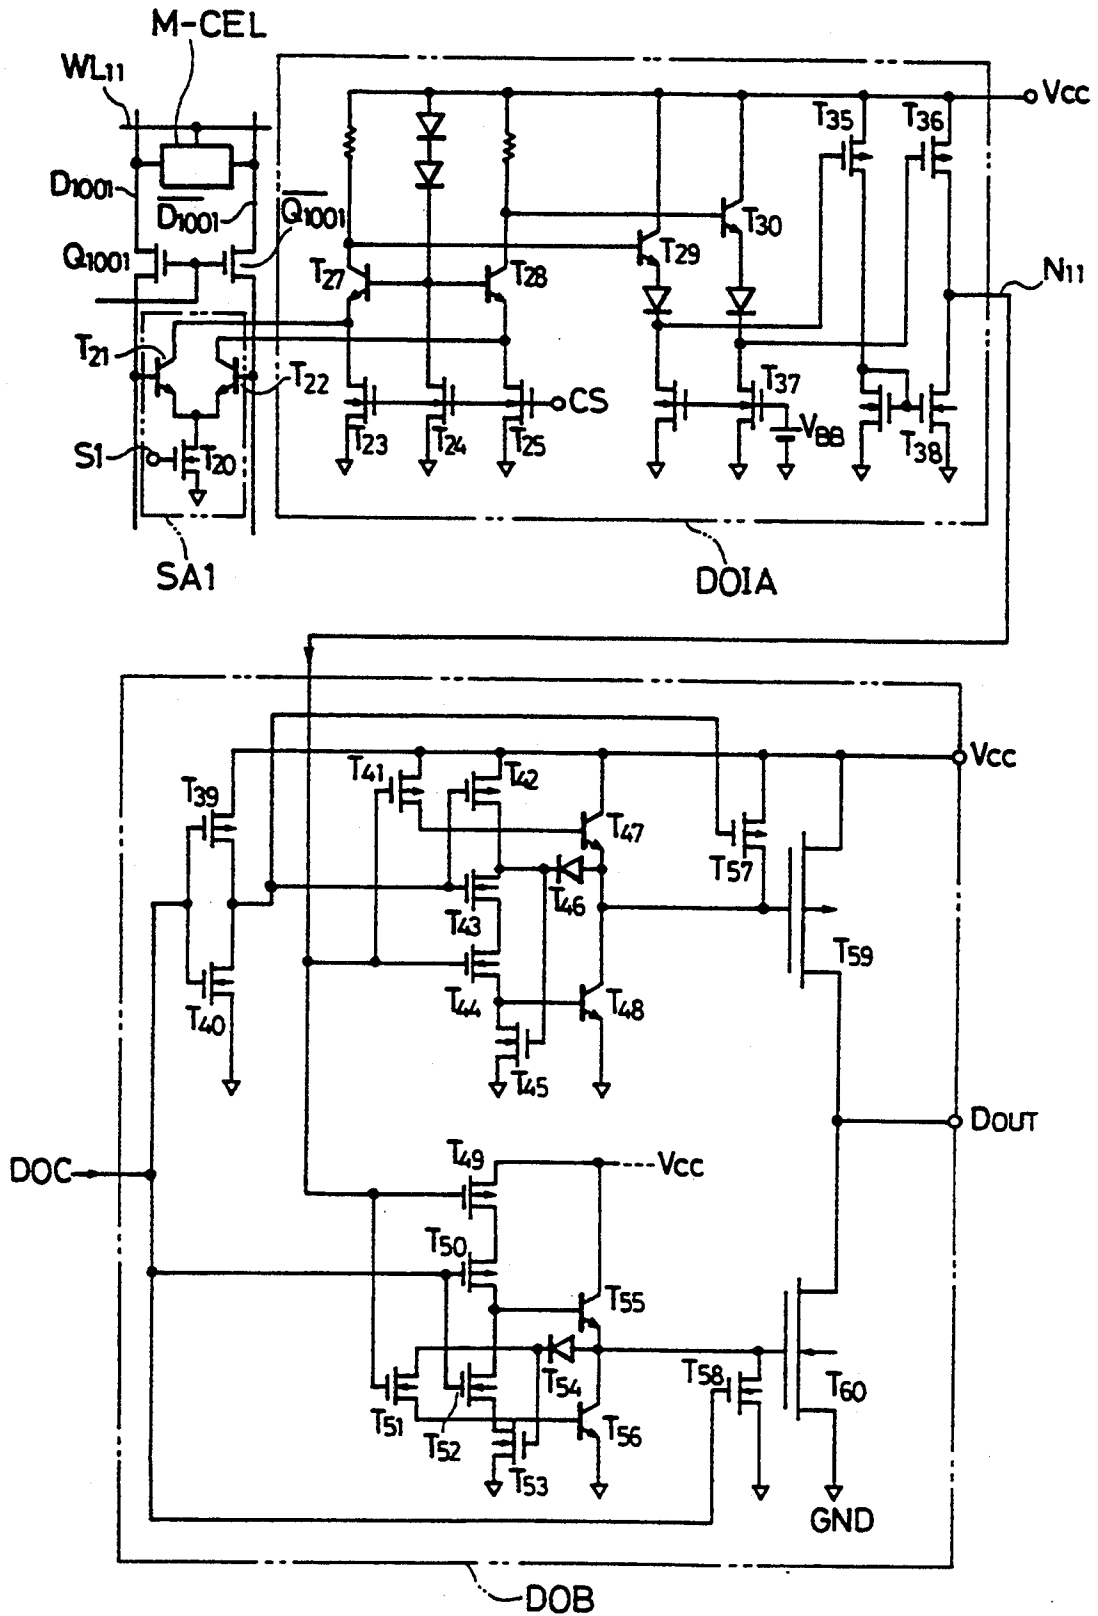 M-CEL
WL11
Vcc
T35
T36
D1001
D1001
Q1001
Q1001
T30
T29
T27
T28
N11
T21
T22
T37
CS
VBB
S1
T20
T23
T24
T25
T38
SA1
DOIA
Vcc
T41
T42
T39
T47
T57
T46
T43
T59
T44
T48
T40
T45
DOUT
T49
DOC
Vcc
T50
T55
T54
T58
T60
T51
T52
T56
T53
GND
DOB